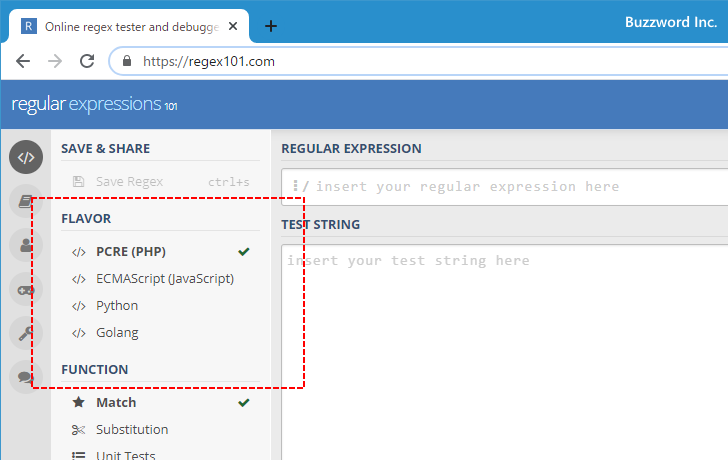 Online regex tester and debugge
Buzzword Inc.
https://regex101.com
regular expressions 101
SAVE & SHARE
Save Regex ctrl+s
FLAVOR
PCRE (PHP)
ECMAScript (JavaScript)
Python
Golang
FUNCTION
Match
Substitution
Unit Tests
REGULAR EXPRESSION
/ insert your regular expression here
TEST STRING
insert your test string here